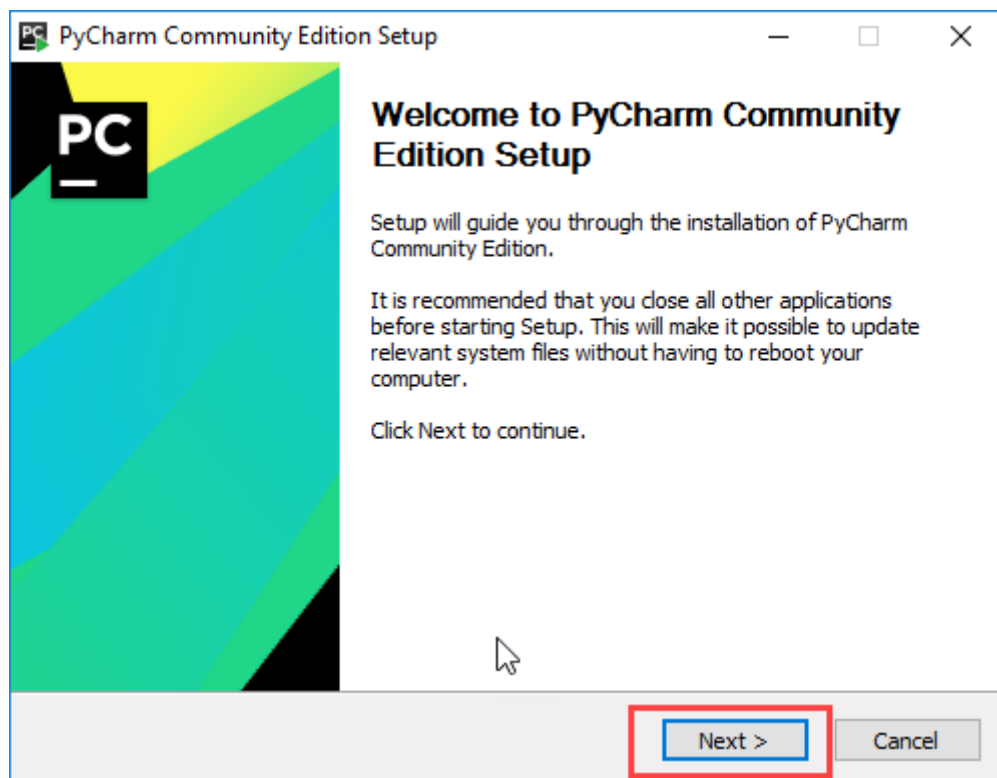 PyCharm Community Edition Setup
PC
Welcome to PyCharm Community
Edition Setup
Setup will guide you through the installation of PyCharm
Community Edition.
It is recommended that you close all other applications
before starting Setup. This will make it possible to update
relevant system files without having to reboot your
computer.
Click Next to continue.
Next >
Cancel